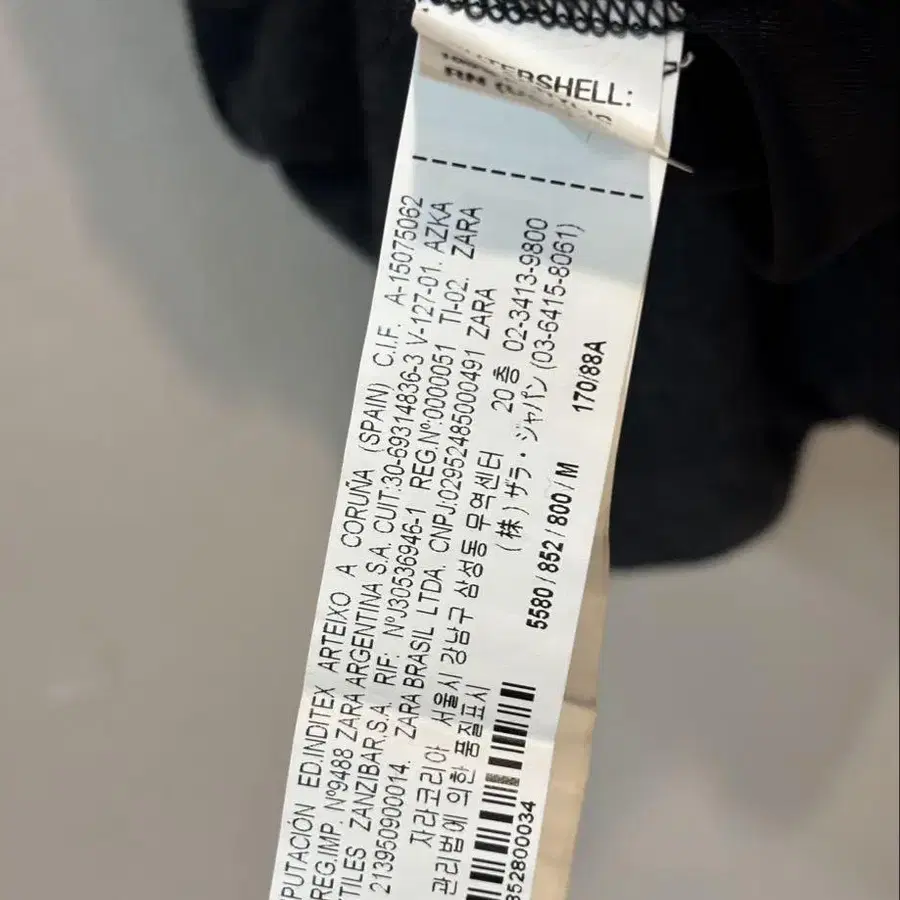 OUTERSHELL:
PUTACIÓN ED.INDITEX ARTEIXO A CORUÑA (SPAIN) C.I.F. A-15075062
REG.IMP. Nº9488 ZARA ARGENTINA S.A. CUIT:30-69314836-3 V-127-01. AZKA
TILES ZANZIBAR,S.A. RIF: NºJ30536946-1 REG.Nº:0000051 TI-02. ZARA
213950900014. ZARA BRASIL LTDA. CNPJ:02952485000491 ZARA
자라코리아 서울시 강남구 삼성동 무역센터 20층 02-3413-9800
관리법에 의한 품질표시 (株)ザラ・ジャパン (03-6415-8061)
5580/852/800/M 170/88A
852800034